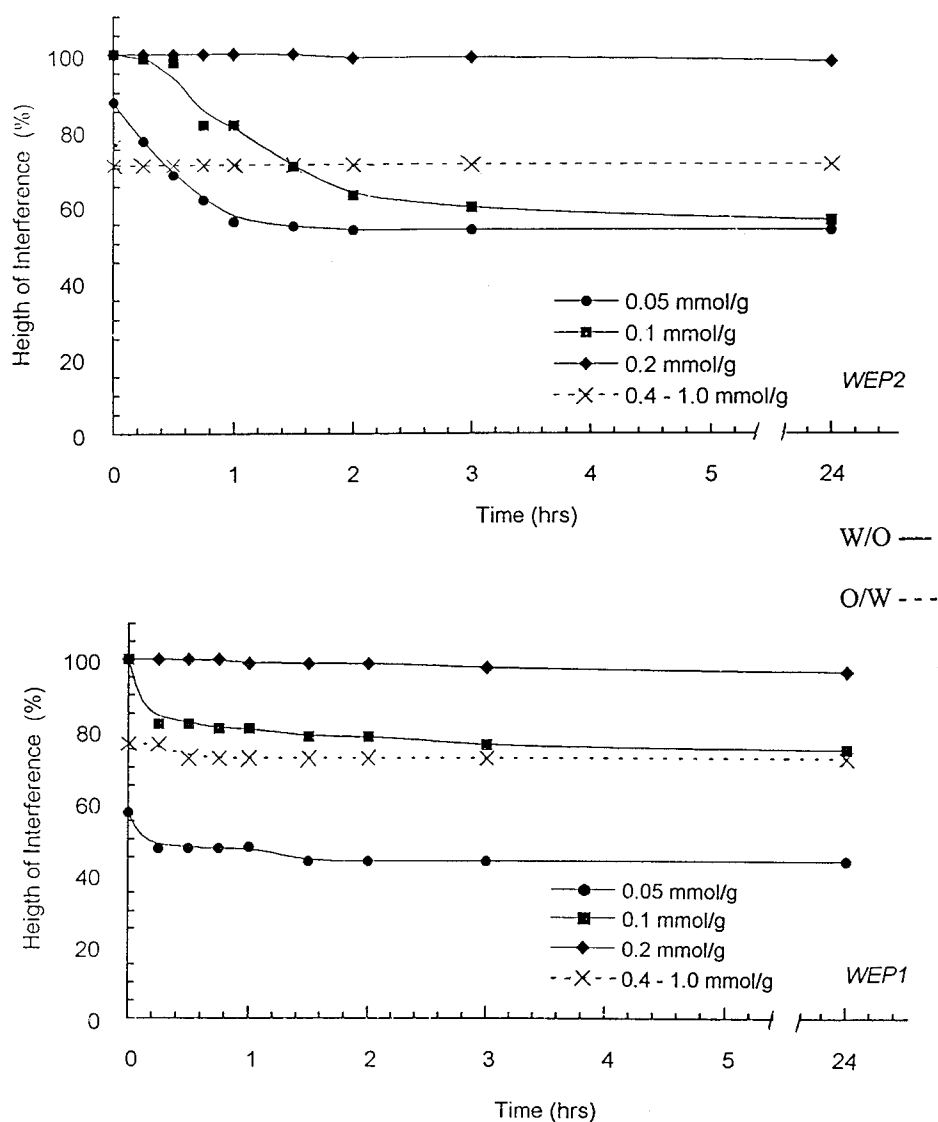 Heigth of Interference (%)
100
80
60
40
20
0
0.05 mmol/g
0.1 mmol/g
0.2 mmol/g
0.4 - 1.0 mmol/g
WEP2
0 1 2 3 4 5 24
Time (hrs)
W/O
O/W
Heigth of Interference (%)
100
80
60
40
20
0
0.05 mmol/g
0.1 mmol/g
0.2 mmol/g
0.4 - 1.0 mmol/g
WEP1
0 1 2 3 4 5 24
Time (hrs)